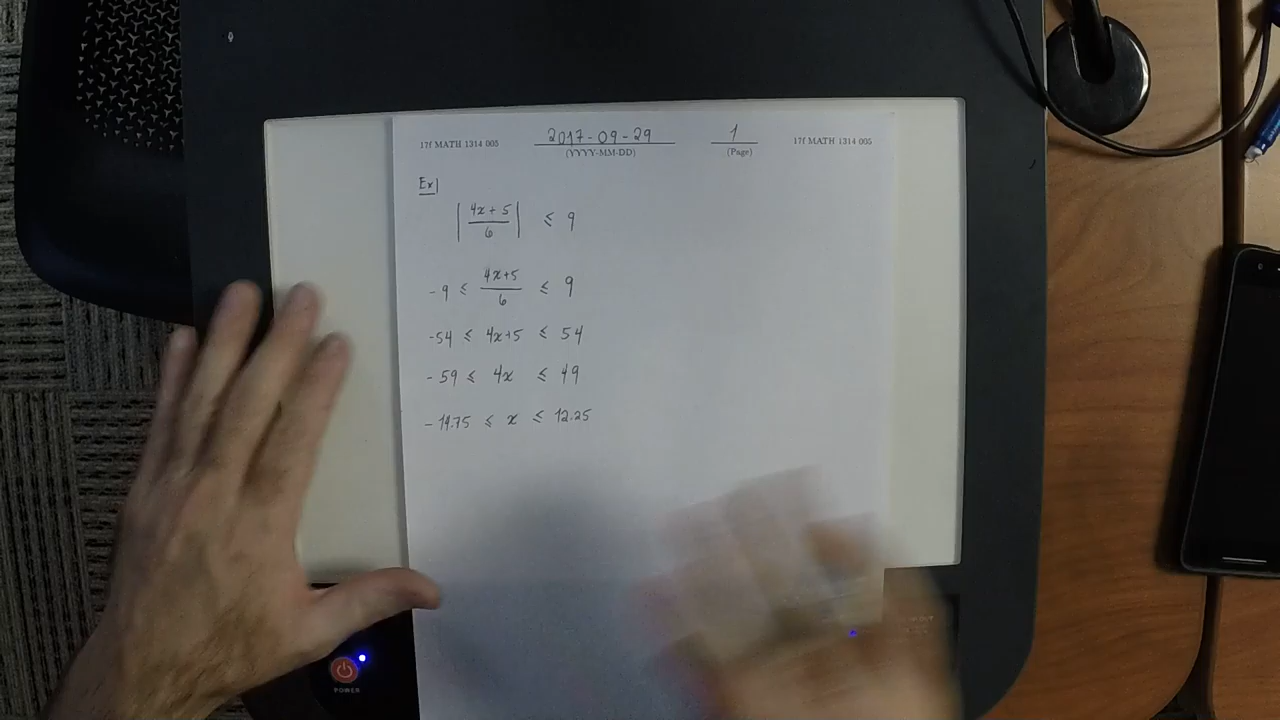 17f MATH 1314 005 2017-09-29 1 17f MATH 1314 005
(YYYY-MM-DD) (Page)
Ex
| 4x + 5 / 6 | ≤ 9
-9 ≤ 4x+5 / 6 ≤ 9
-54 ≤ 4x+5 ≤ 54
-59 ≤ 4x ≤ 49
-14.75 ≤ x ≤ 12.25
POWER